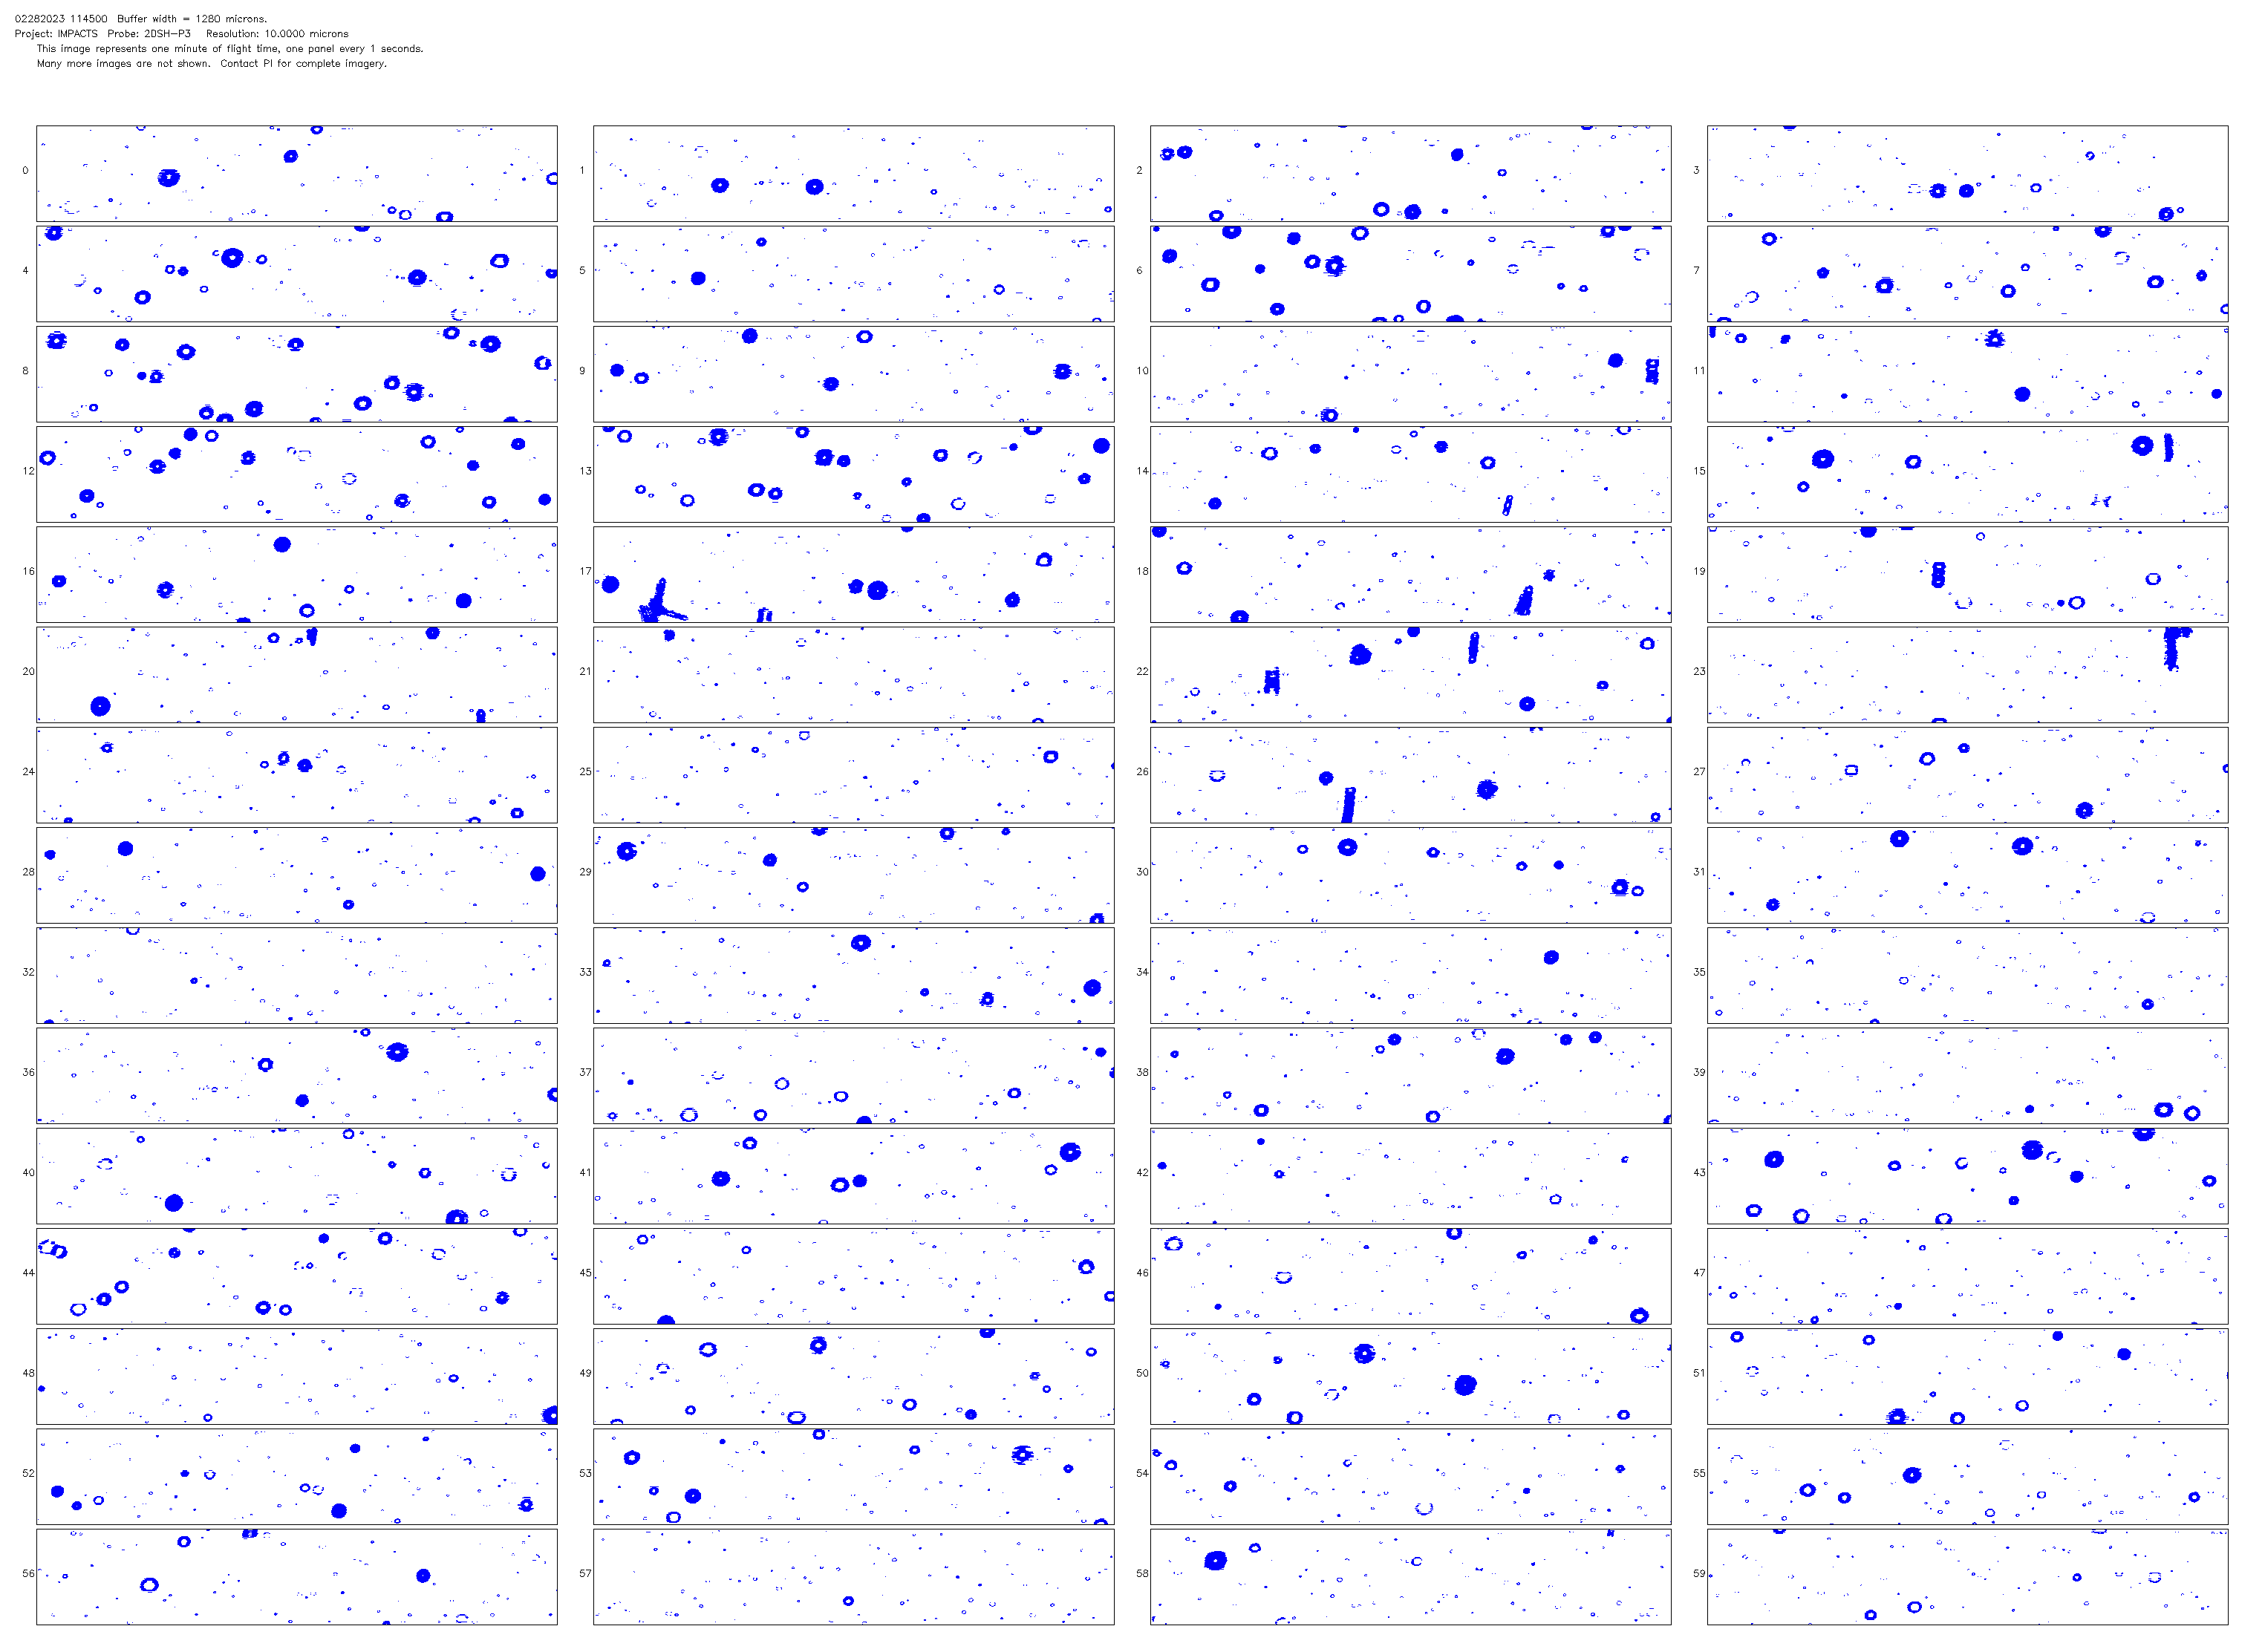 02282023 114500  Buffer width = 1280 microns.
Project: IMPACTS  Probe: 2DSH-P3  Resolution: 10.0000 microns
This image represents one minute of flight time, one panel every 1 seconds.
Many more images are not shown.  Contact PI for complete imagery.
0 1 2 3
4 5 6 7
8 9 10 11
12 13 14 15
16 17 18 19
20 21 22 23
24 25 26 27
28 29 30 31
32 33 34 35
36 37 38 39
40 41 42 43
44 45 46 47
48 49 50 51
52 53 54 55
56 57 58 59